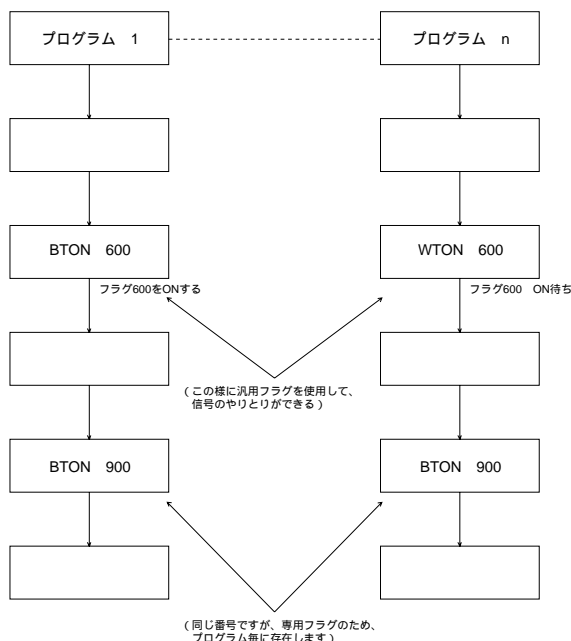 プログラム　1
プログラム　n
BTON　600
WTON　600
フラグ600をONする
フラグ600　ON待ち
(この様に汎用フラグを使用して、
信号のやりとりができる)
BTON　900
BTON　900
(同じ番号ですが、専用フラグのため、
プログラム毎に存在します)